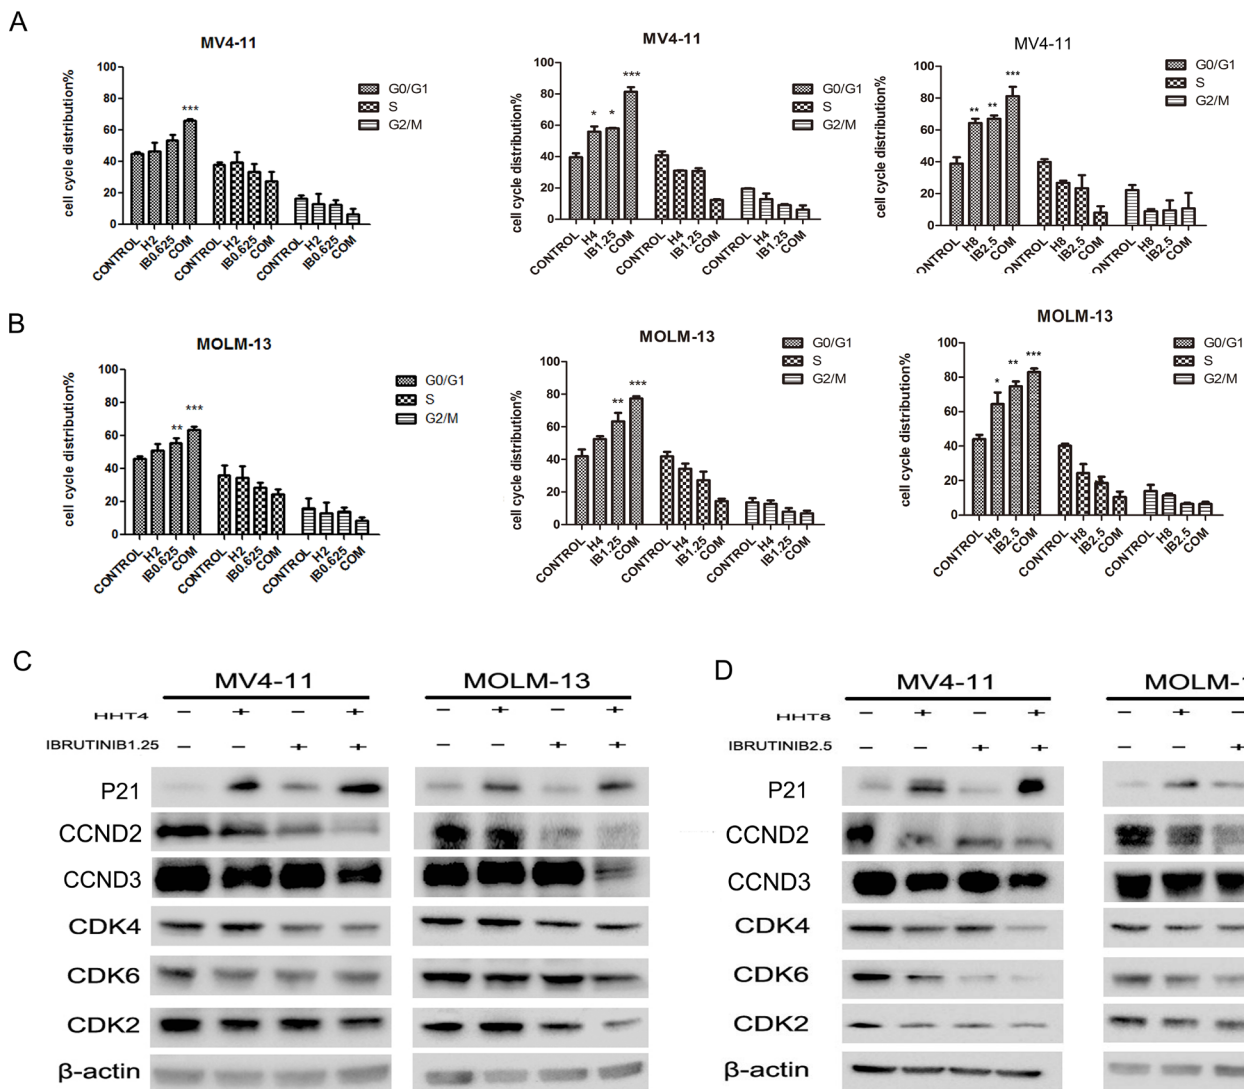 A
MV4-11
cell cycle distribution%
100
80
60
40
20
0
CONTROL
H2
IB0.625
COM
CONTROL
H2
IB0.625
COM
CONTROL
H2
IB0.625
COM
***
G0/G1
S
G2/M
MV4-11
cell cycle distribution%
100
80
60
40
20
0
CONTROL
H4
IB1.25
COM
CONTROL
H4
IB1.25
COM
CONTROL
H4
IB1.25
COM
* * ***
G0/G1
S
G2/M
MV4-11
cell cycle distribution%
100
80
60
40
20
0
ONTROL
H8
IB2.5
COM
ONTROL
H8
IB2.5
COM
ONTROL
H8
IB2.5
COM
** ** ***
G0/G1
S
G2/M
B
MOLM-13
cell cycle distribution%
80
60
40
20
0
CONTROL
H2
IB0.625
COM
CONTROL
H2
IB0.625
COM
CONTROL
H2
IB0.625
COM
** ***
G0/G1
S
G2/M
MOLM-13
cell cycle distribution%
100
80
60
40
20
0
CONTROL
H4
IB1.25
COM
CONTROL
H4
IB1.25
COM
CONTROL
H4
IB1.25
COM
** ***
G0/G1
S
G2/M
MOLM-13
cell cycle distribution%
100
80
60
40
20
0
CONTROL
H8
IB2.5
COM
CONTROL
H8
IB2.5
COM
CONTROL
H8
IB2.5
COM
* ** ***
G0/G1
S
G2/M
C
MV4-11 MOLM-13
HHT4 − + − + − + − +
IBRUTINIB1.25 − − + + − − + +
P21
CCND2
CCND3
CDK4
CDK6
CDK2
β-actin
D
MV4-11 MOLM-1
HHT8 − + − + − + −
IBRUTINIB2.5 − − + + − − +
P21
CCND2
CCND3
CDK4
CDK6
CDK2
β-actin